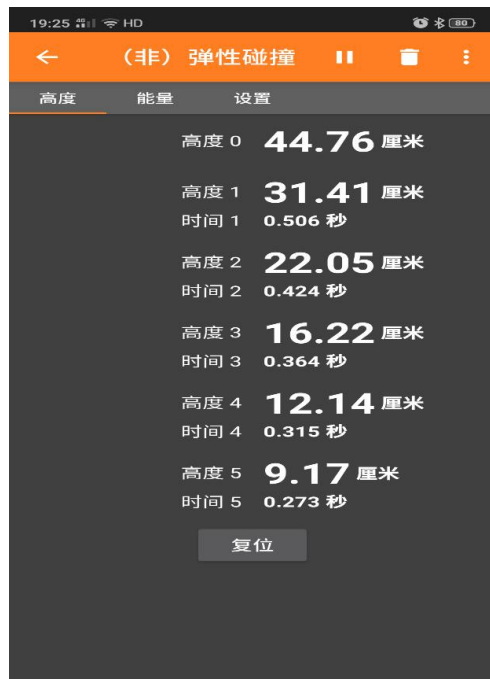 19:25 HD 80
（非）弹性碰撞
高度 能量 设置
高度 0 44.76 厘米
高度 1 31.41 厘米
时间 1 0.506 秒
高度 2 22.05 厘米
时间 2 0.424 秒
高度 3 16.22 厘米
时间 3 0.364 秒
高度 4 12.14 厘米
时间 4 0.315 秒
高度 5 9.17 厘米
时间 5 0.273 秒
复位